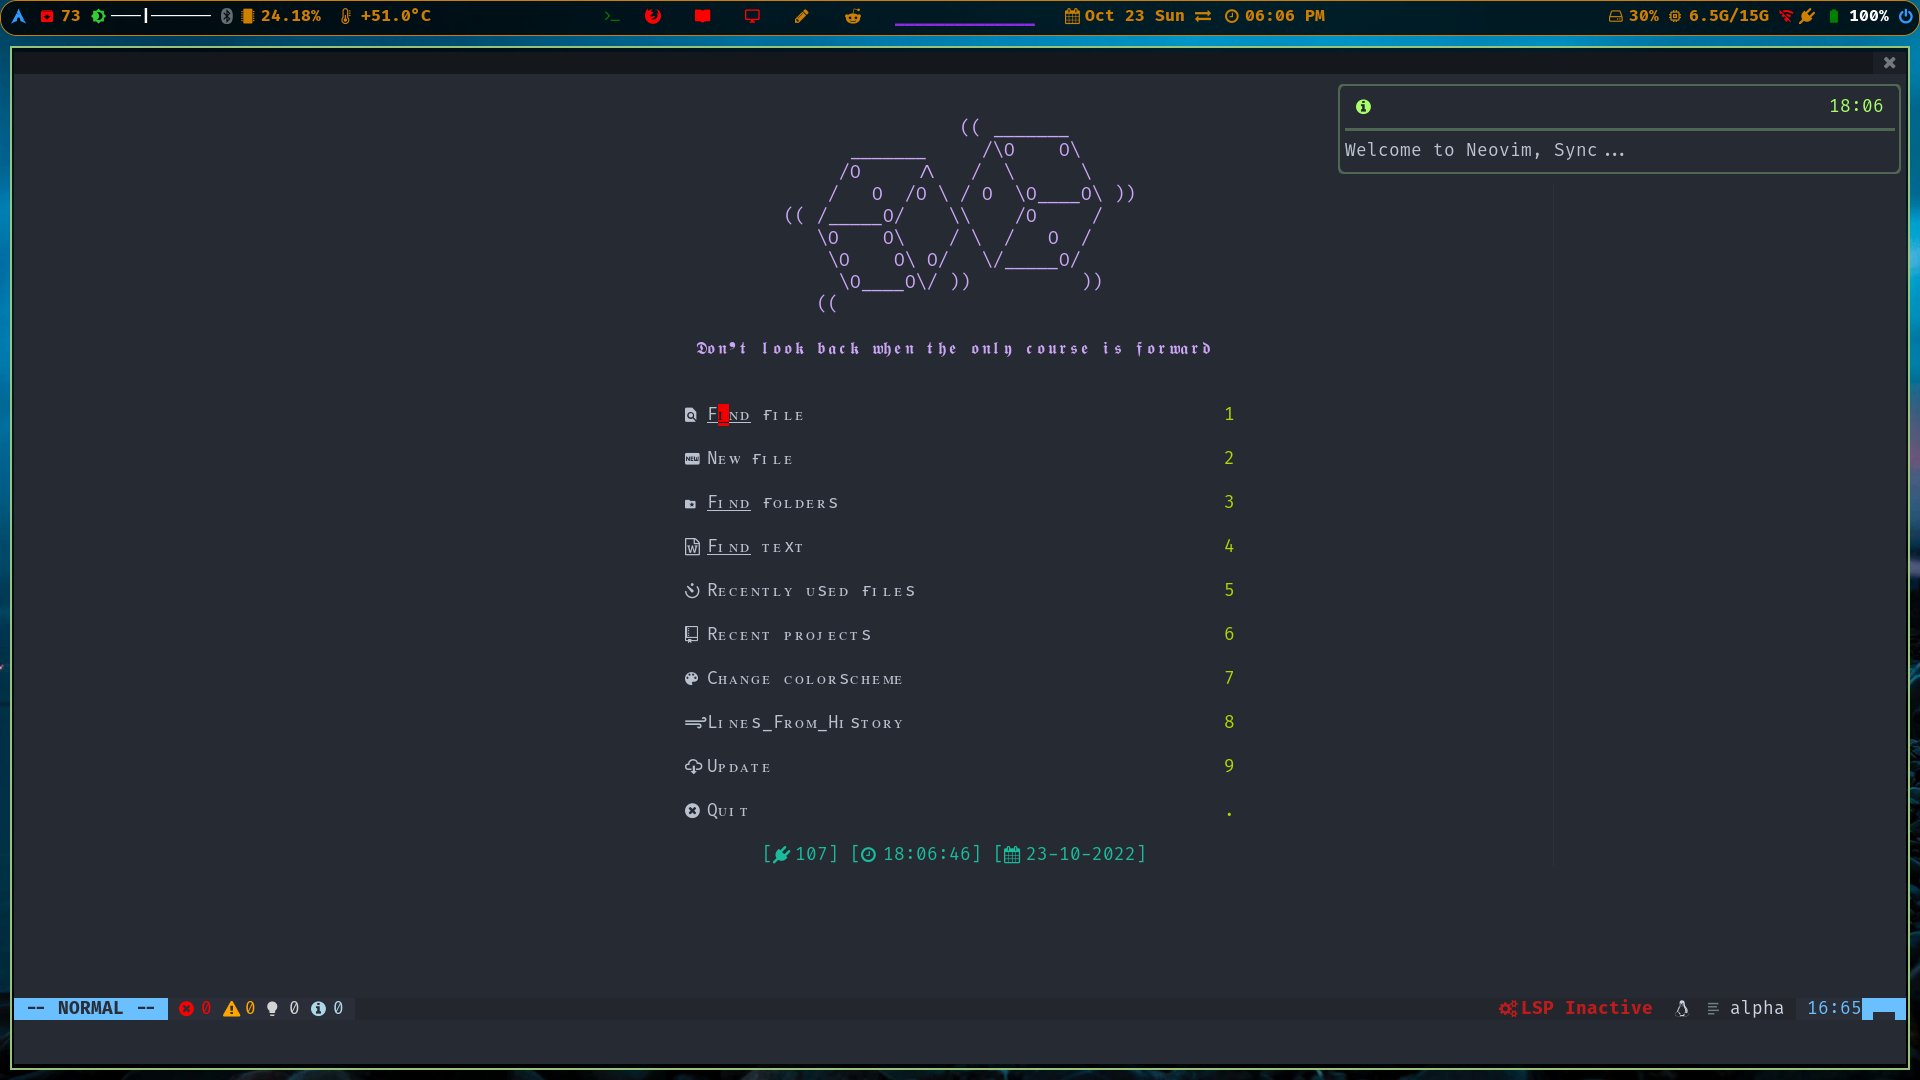 73 24.18% +51.0°C >_ Oct 23 Sun 06:06 PM 30% 6.5G/15G 100%
18:06
Welcome to Neovim, Sync...
Don't look back when the only course is forward
Find file 1
New file 2
Find folders 3
Find text 4
Recently used files 5
Recent projects 6
Change colorscheme 7
Lines_From_History 8
Update 9
Quit .
[107] [18:06:46] [23-10-2022]
-- NORMAL -- 0 0 0 0 LSP Inactive alpha 16:65